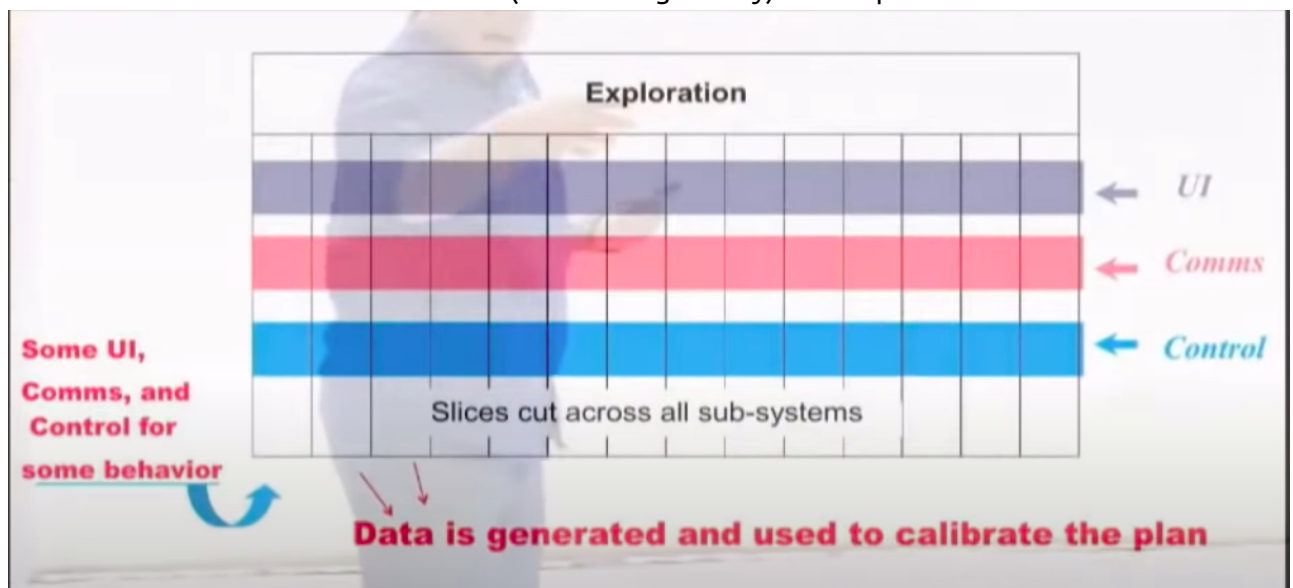 Exploration
UI
Comms
Control
Some UI,
Comms, and
Control for
some behavior
Slices cut across all sub-systems
Data is generated and used to calibrate the plan